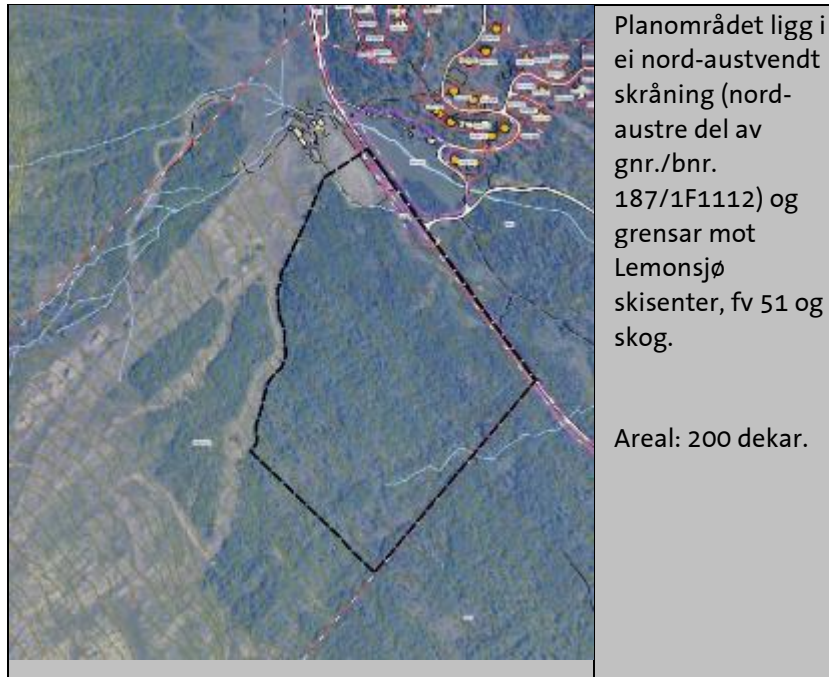 Planområdet ligg i
ei nord-austvendt
skråning (nord-
austre del av
gnr./bnr.
187/1F1112) og
grensar mot
Lemonsjø
skisenter, fv 51 og
skog.
Areal: 200 dekar.